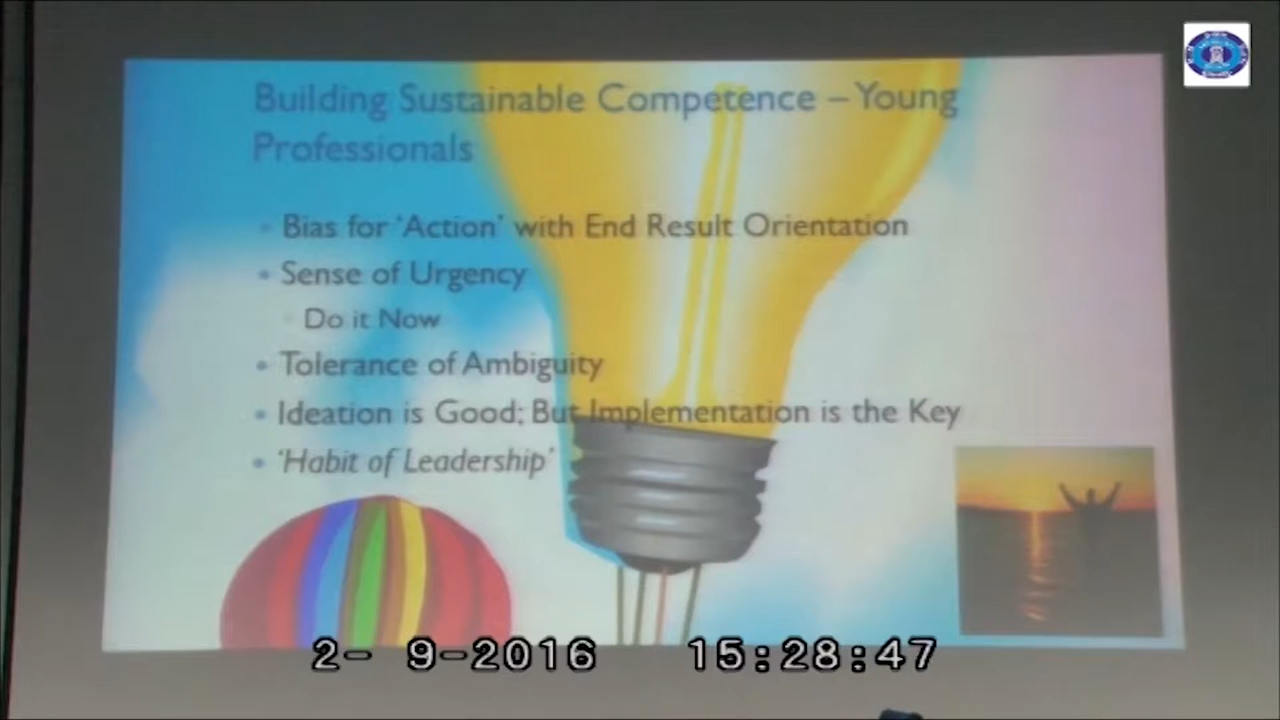 Building Sustainable Competence – Young
Professionals
• Bias for ‘Action’ with End Result Orientation
• Sense of Urgency
Do it Now
• Tolerance of Ambiguity
• Ideation is Good; But Implementation is the Key
• ‘Habit of Leadership’
2- 9-2016 15:28:47